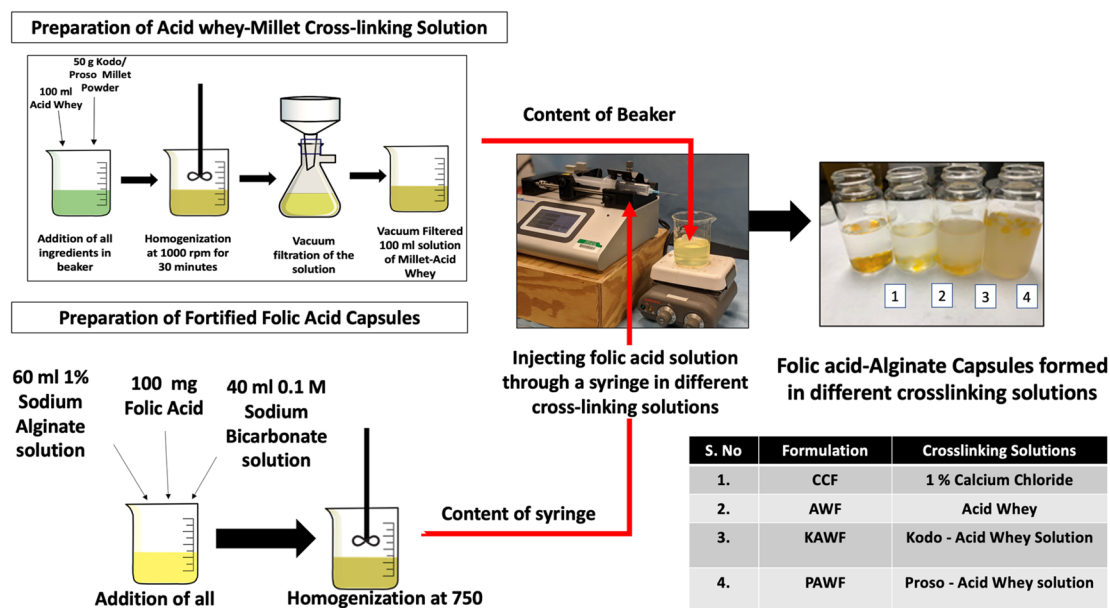 Preparation of Acid whey-Millet Cross-linking Solution
50 g Kodo/
Proso Millet
Powder
100 ml
Acid Whey
Addition of all
ingredients in
beaker
Homogenization
at 1000 rpm for
30 minutes
Vacuum
filtration of the
solution
Vacuum Filtered
100 ml solution
of Millet-Acid
Whey
Content of Beaker
1
2
3
4
Folic acid-Alginate Capsules formed
in different crosslinking solutions
Preparation of Fortified Folic Acid Capsules
60 ml 1%
Sodium
Alginate
solution
100 mg
Folic Acid
40 ml 0.1 M
Sodium
Bicarbonate
solution
Addition of all
Homogenization at 750
Content of syringe
Injecting folic acid solution
through a syringe in different
cross-linking solutions
S. No Formulation Crosslinking Solutions
1. CCF 1 % Calcium Chloride
2. AWF Acid Whey
3. KAWF Kodo - Acid Whey Solution
4. PAWF Proso - Acid Whey solution